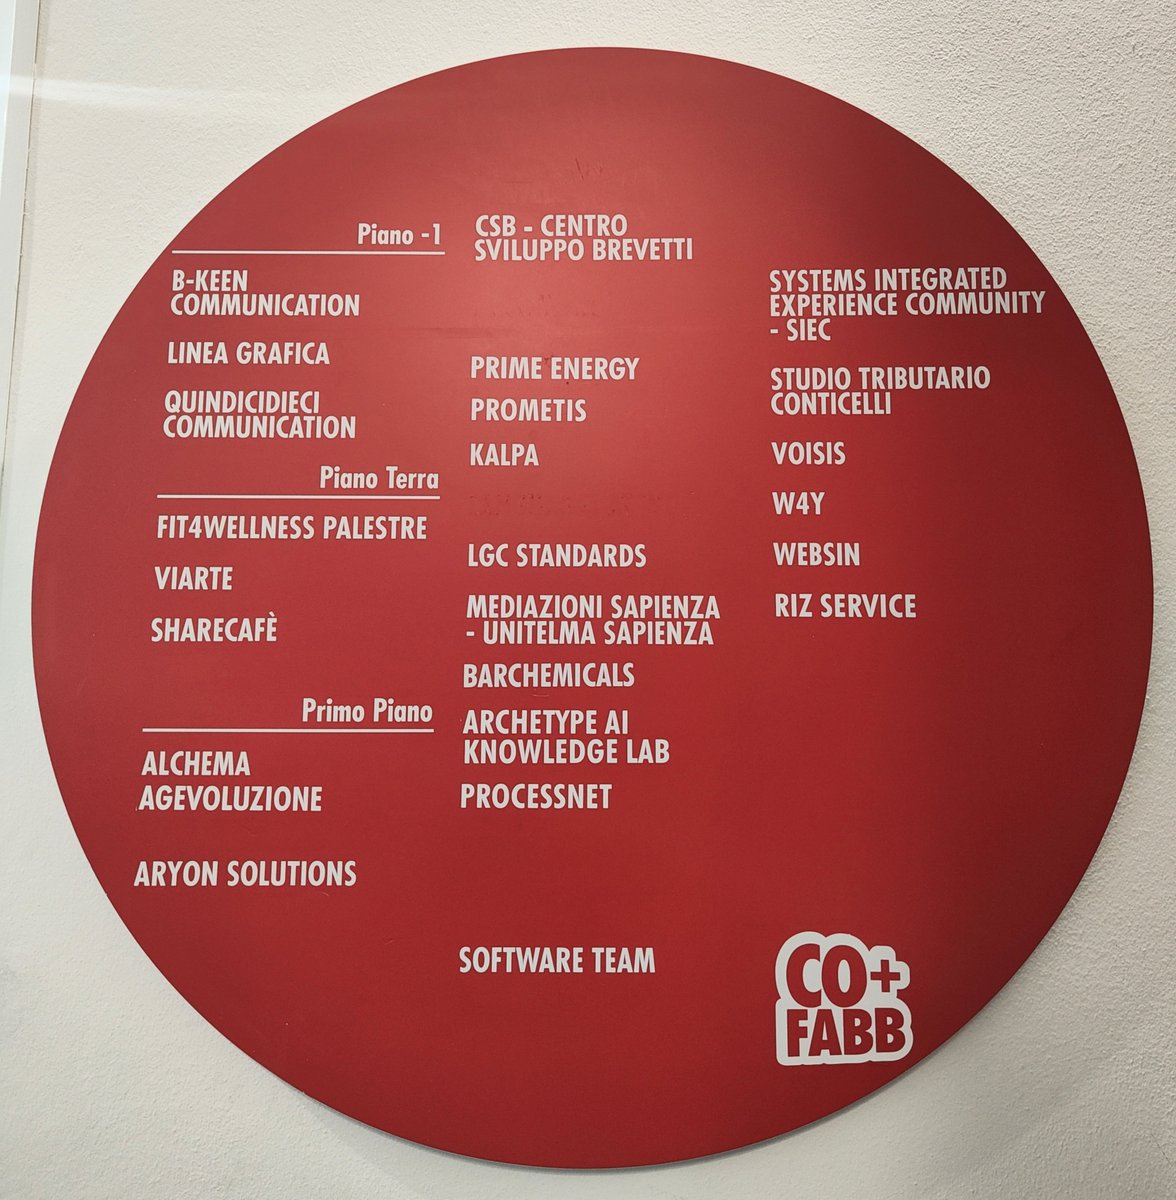 Piano -1
B-KEEN
COMMUNICATION
LINEA GRAFICA
QUINDICIDIECI
COMMUNICATION
Piano Terra
FIT4WELLNESS PALESTRE
VIARTE
SHARECAFÈ
Primo Piano
ALCHEMA
AGEVOLUZIONE
ARYON SOLUTIONS
CSB - CENTRO
SVILUPPO BREVETTI
PRIME ENERGY
PROMETIS
KALPA
LGC STANDARDS
MEDIAZIONI SAPIENZA
- UNITELMA SAPIENZA
BARCHEMICALS
ARCHETYPE AI
KNOWLEDGE LAB
PROCESSNET
SOFTWARE TEAM
SYSTEMS INTEGRATED
EXPERIENCE COMMUNITY
- SIEC
STUDIO TRIBUTARIO
CONTICELLI
VOISIS
W4Y
WEBSIN
RIZ SERVICE
CO+
FABB